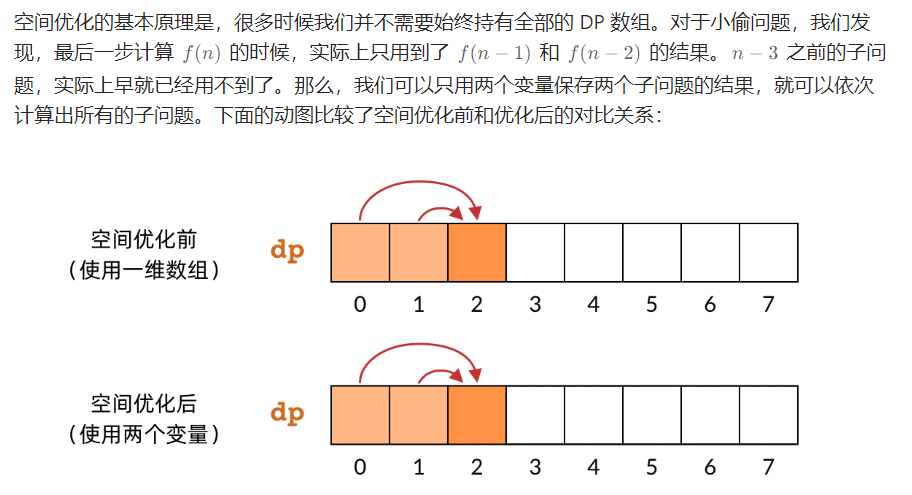 空间优化的基本原理是，很多时候我们并不需要始终持有全部的 DP 数组。对于小偷问题，我们发
现，最后一步计算 f(n) 的时候，实际上只用到了 f(n − 1) 和 f(n − 2) 的结果。n − 3 之前的子问
题，实际上早就已经用不到了。那么，我们可以只用两个变量保存两个子问题的结果，就可以依次
计算出所有的子问题。下面的动图比较了空间优化前和优化后的对比关系：
空间优化前
（使用一维数组）
dp
0 1 2 3 4 5 6 7
空间优化后
（使用两个变量）
dp
0 1 2 3 4 5 6 7